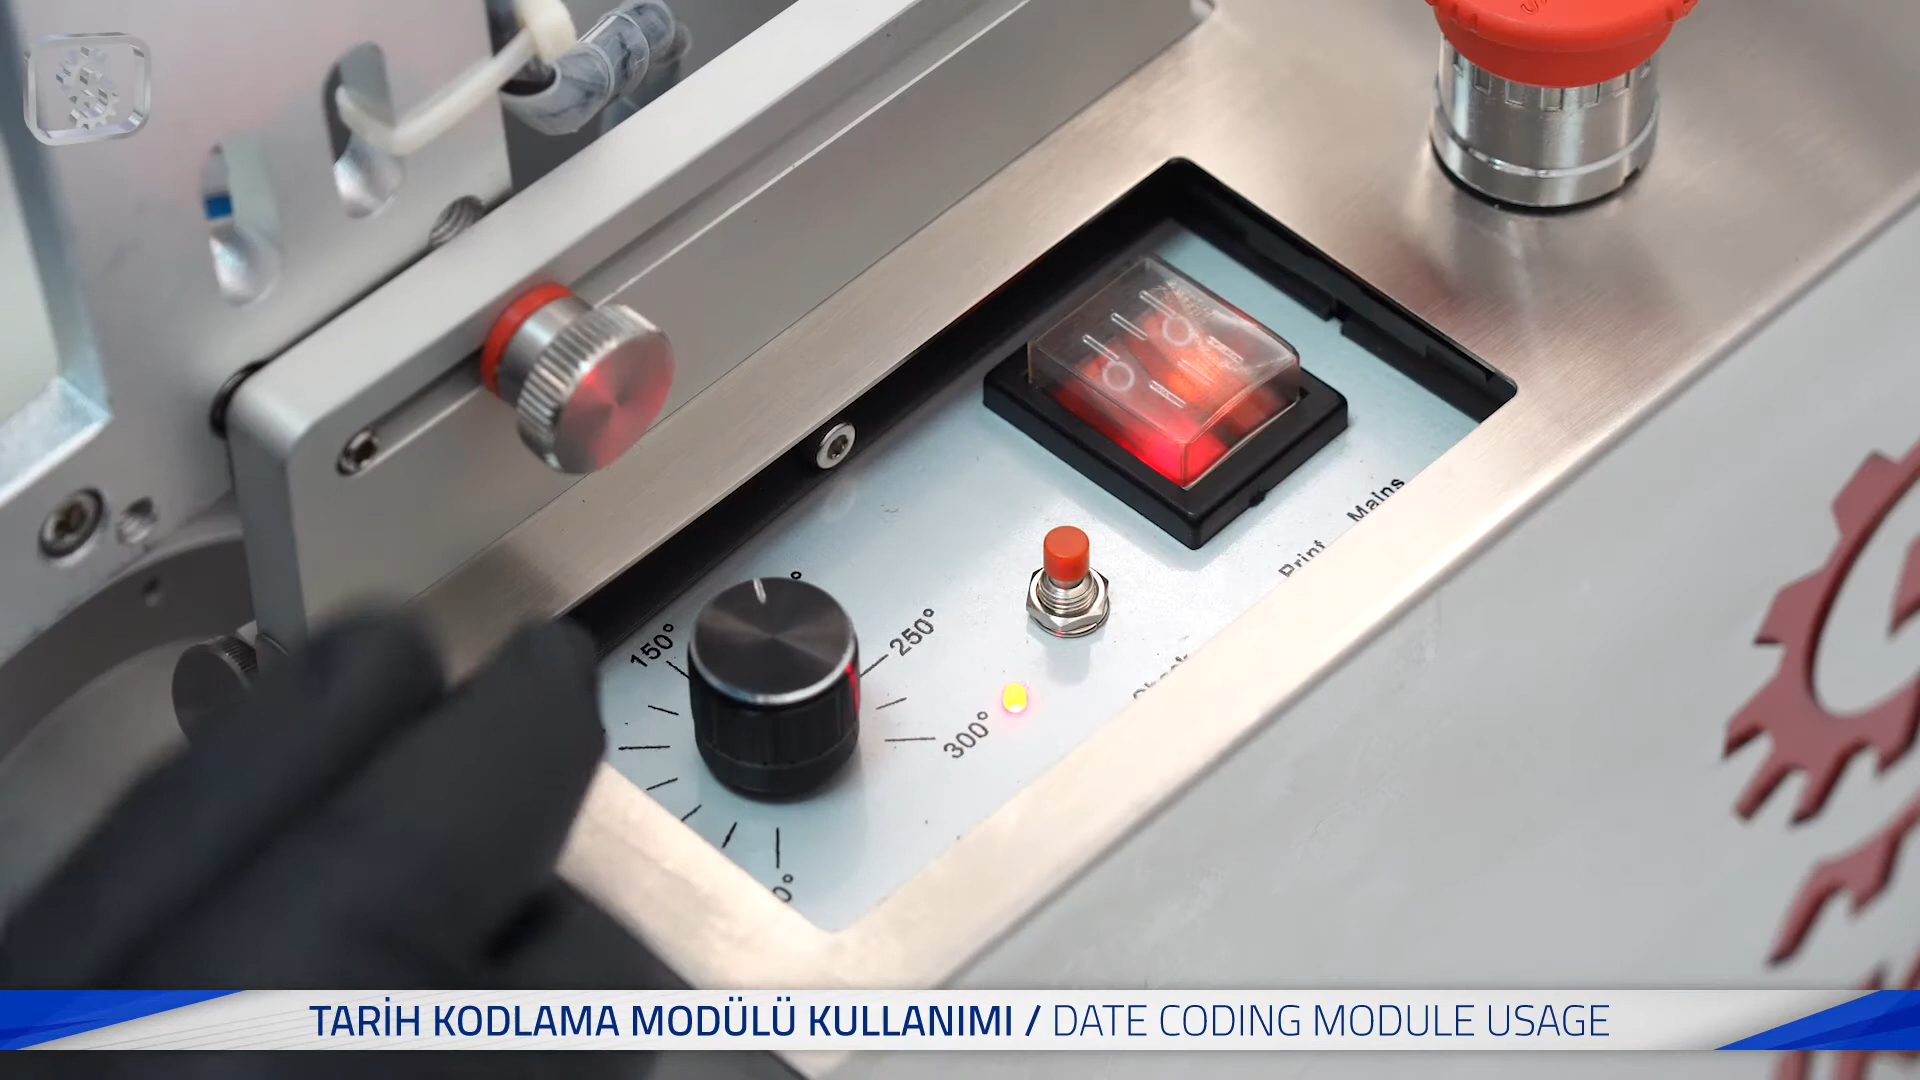 Mains
Print
150°
250°
300°
TARİH KODLAMA MODÜLÜ KULLANIMI / DATE CODING MODULE USAGE